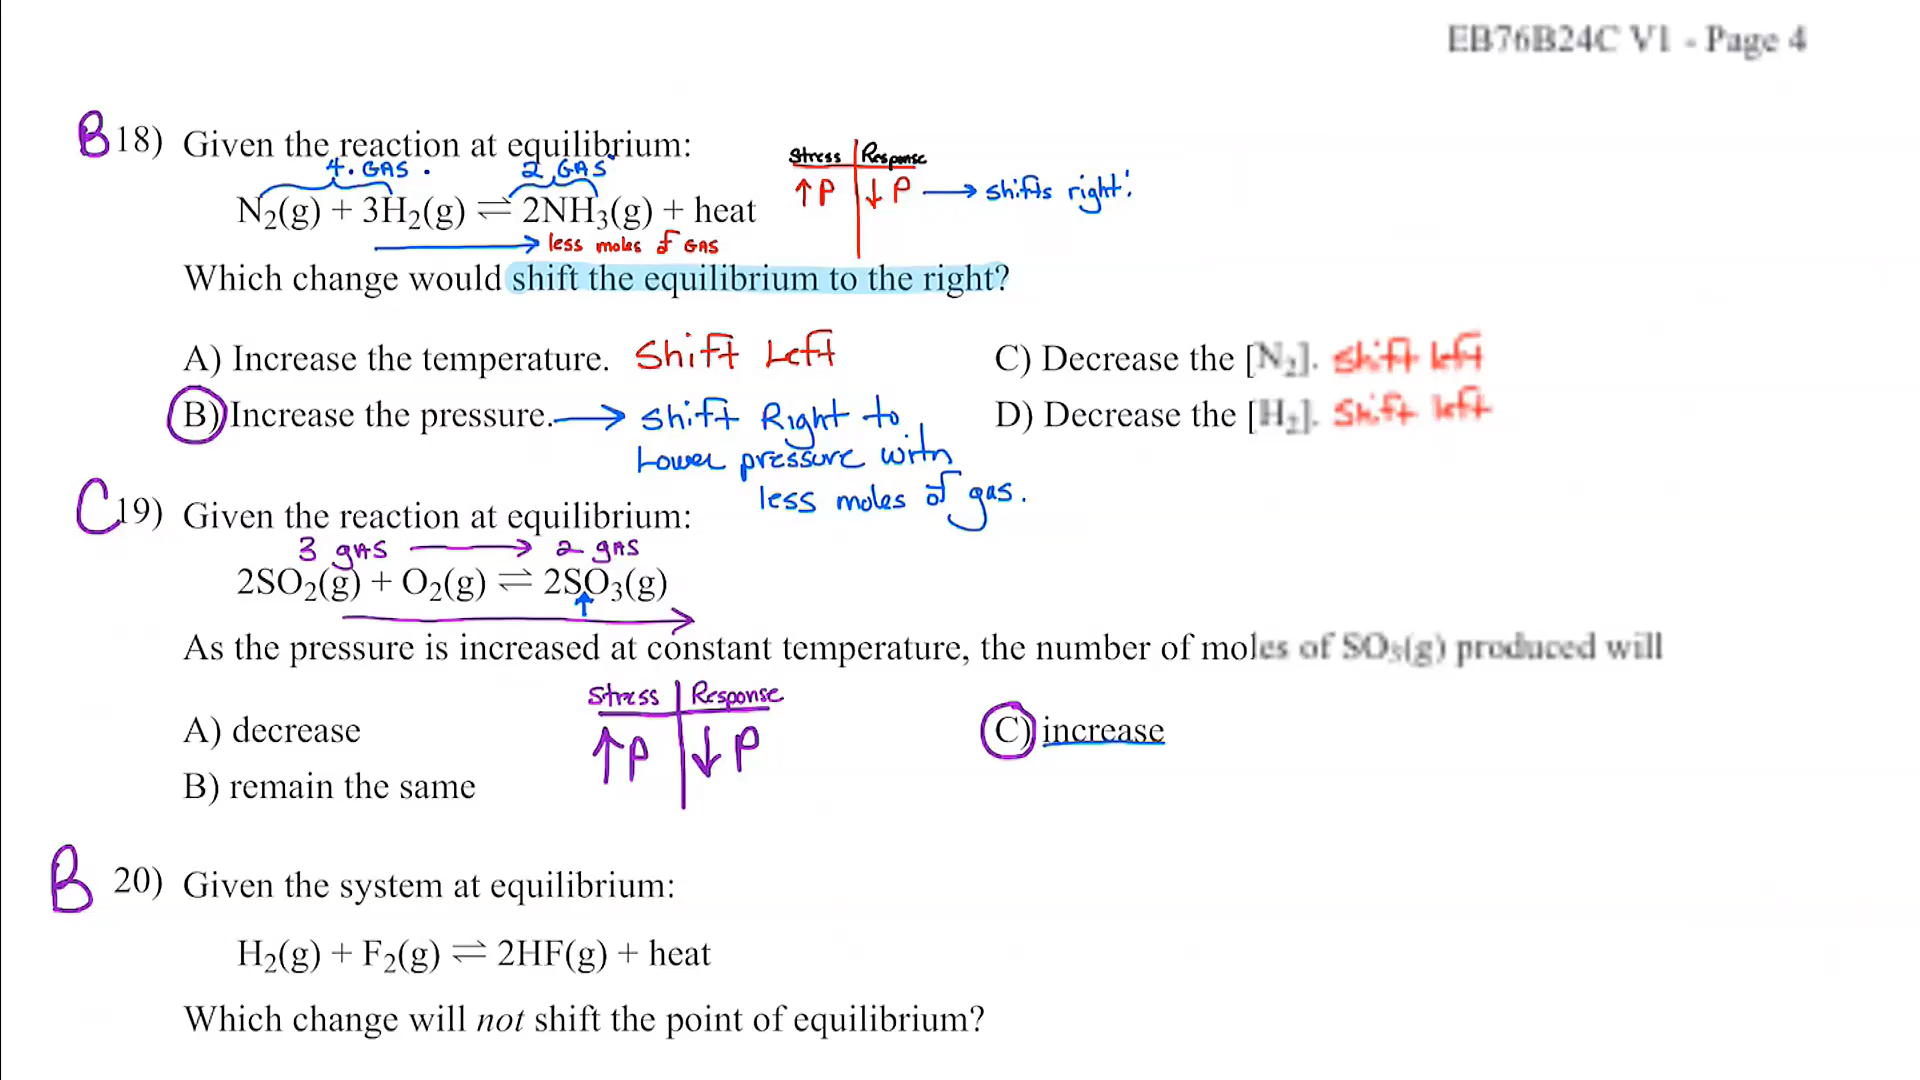 EB76B24C V1 - Page 4
B 18) Given the reaction at equilibrium:
4. GAS . 2 GAS
N₂(g) + 3H₂(g) ⇌ 2NH₃(g) + heat
→ less moles of GAS
Stress | Response
↑P | ↓P → shifts right!
Which change would shift the equilibrium to the right?
A) Increase the temperature. Shift Left
B) Increase the pressure. → Shift Right to
Lower pressure with
less moles of gas.
C) Decrease the [N₂]. Shift left
D) Decrease the [H₂]. Shift left
C 19) Given the reaction at equilibrium:
3 gAS → 2 gAS
2SO₂(g) + O₂(g) ⇌ 2SO₃(g)
↑
→
As the pressure is increased at constant temperature, the number of moles of SO₃(g) produced will
Stress | Response
↑P | ↓P
A) decrease
B) remain the same
C) increase
B 20) Given the system at equilibrium:
H₂(g) + F₂(g) ⇌ 2HF(g) + heat
Which change will not shift the point of equilibrium?